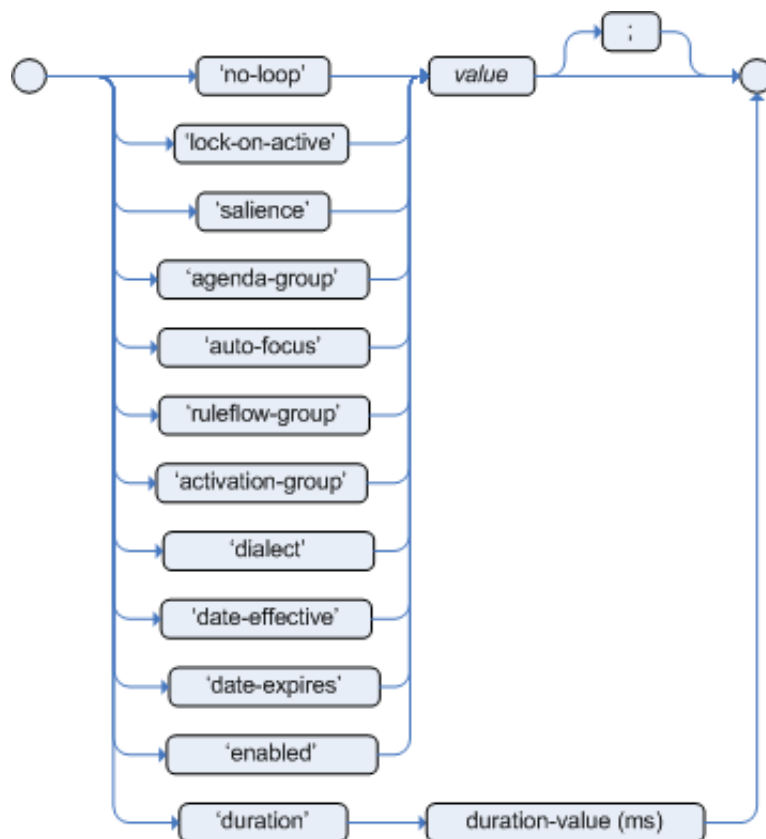 ;
‘no-loop’ value
‘lock-on-active’
‘salience’
‘agenda-group’
‘auto-focus’
‘ruleflow-group’
‘activation-group’
‘dialect’
‘date-effective’
‘date-expires’
‘enabled’
‘duration’ duration-value (ms)